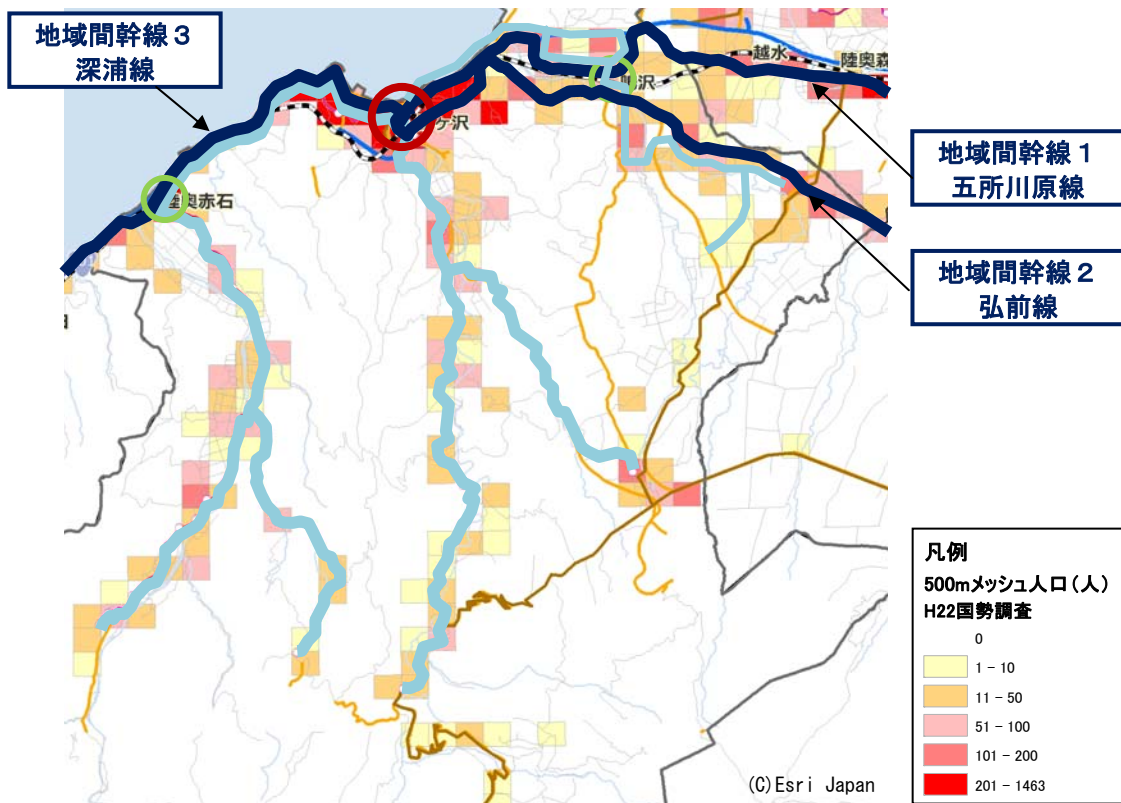 地域間幹線3
深浦線
越水
陸奥森
鳴沢
ケ沢
陸奥赤石
地域間幹線1
五所川原線
地域間幹線2
弘前線
凡例
500mメッシュ人口(人)
H22国勢調査
0
1 - 10
11 - 50
51 - 100
101 - 200
201 - 1463
(C)Esri Japan